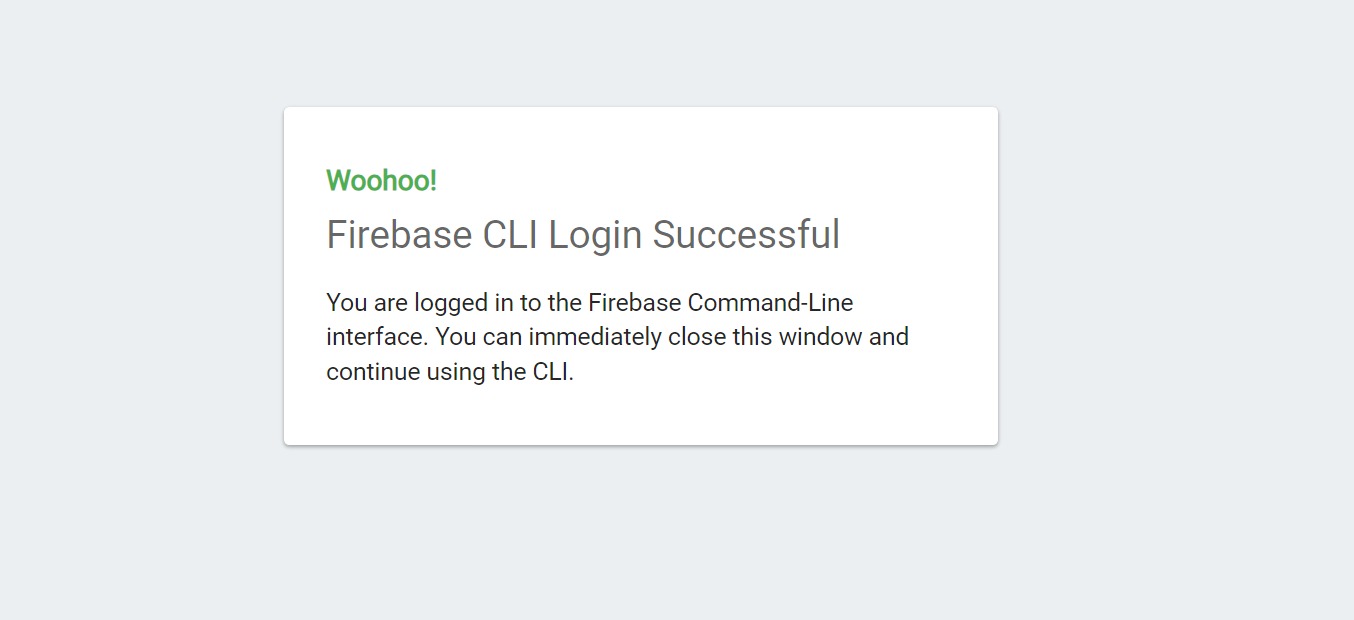 Woohoo!
Firebase CLI Login Successful
You are logged in to the Firebase Command-Line
interface. You can immediately close this window and
continue using the CLI.